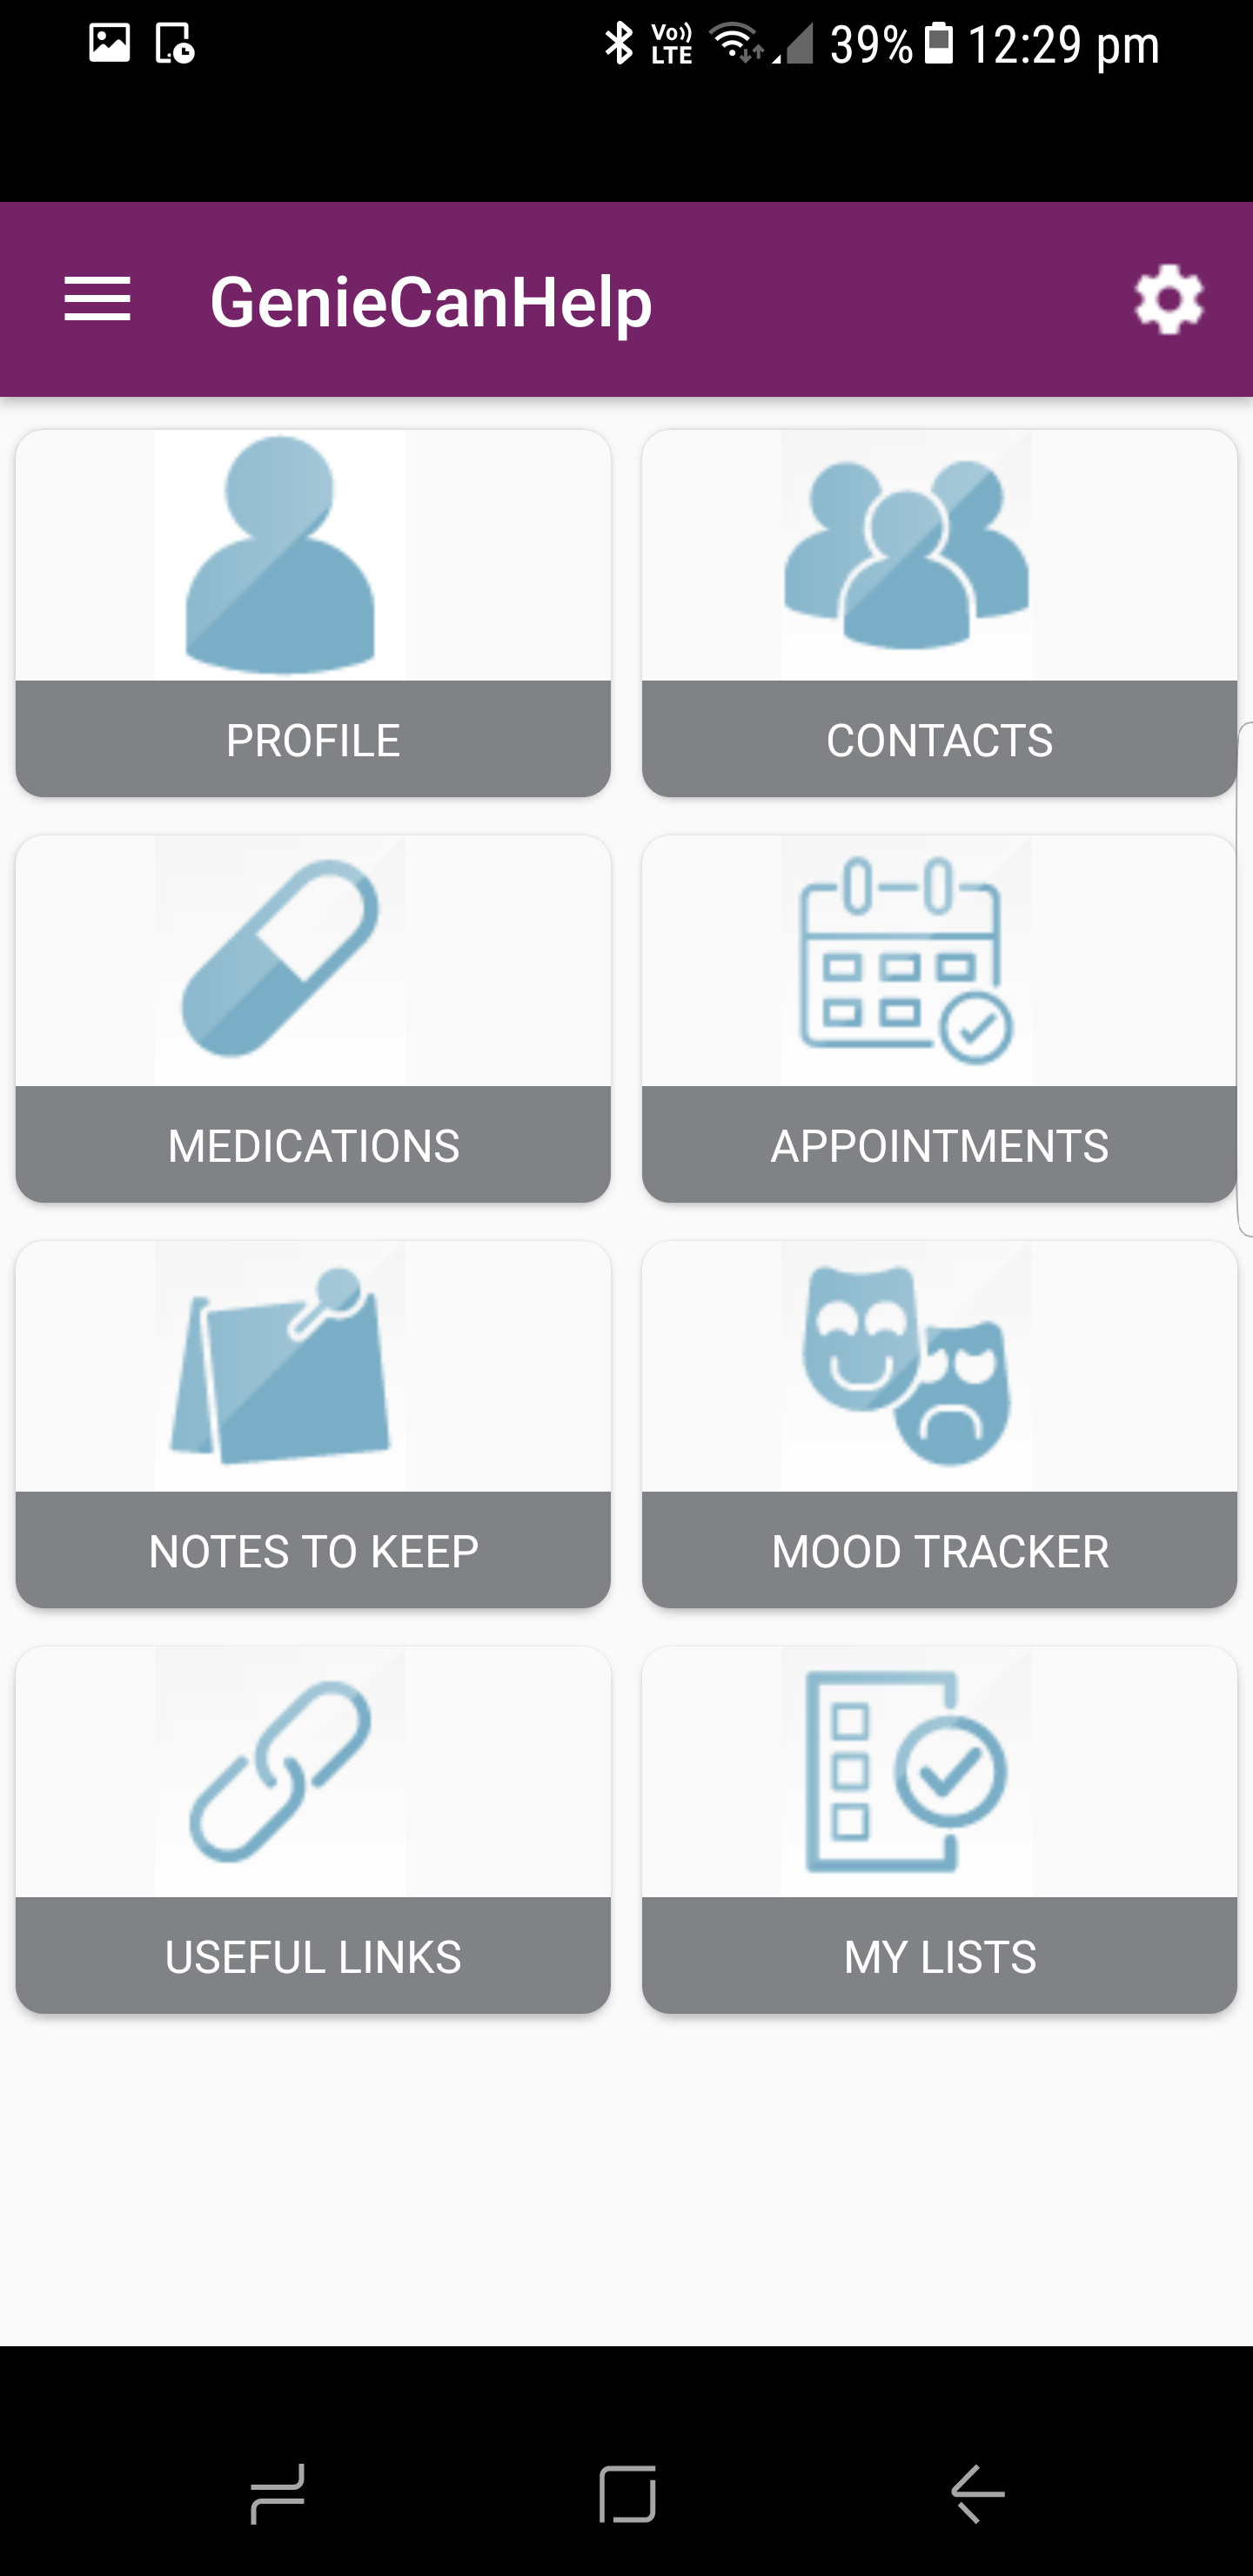 Vo)) LTE 39% 12:29 pm
GenieCanHelp
PROFILE
CONTACTS
MEDICATIONS
APPOINTMENTS
NOTES TO KEEP
MOOD TRACKER
USEFUL LINKS
MY LISTS